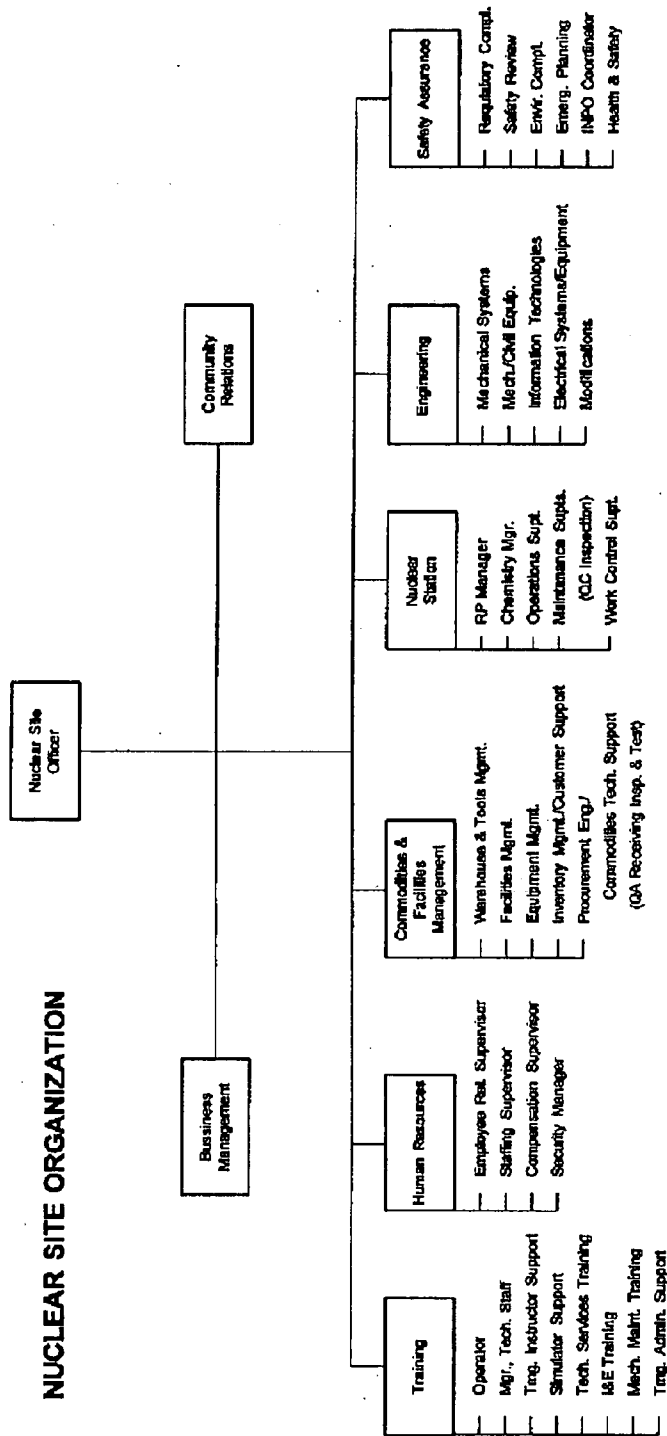 NUCLEAR SITE ORGANIZATION
Nuclear Site
Officer
Bussiness
Management
Community
Relations
Training
Operator
Mgr., Tech. Staff
Trng. Instructor Support
Simulator Support
Tech. Services Training
I&E Training
Mech. Maint. Training
Trng. Admin. Support
Human Resources
Employee Rel. Supervisor
Staffing Supervisor
Compensation Supervisor
Security Manager
Commodities &
Facilities
Management
Warehouse & Tools Mgmt.
Facilities Mgmt.
Equipment Mgmt.
Inventory Mgmt./Customer Support
Procurement Eng./
Commodities Tech. Support
(QA Receiving Insp. & Test)
Nuclear
Station
RP Manager
Chemistry Mgr.
Operations Supt.
Maintenance Supts.
(QC Inspection)
Work Control Supt.
Engineering
Mechanical Systems
Mech./Civil Equip.
Information Technologies
Electrical Systems/Equipment
Modifications
Safety Assurance
Regulatory Compl.
Safety Review
Envir. Compl.
Emerg. Planning
INPO Coordinator
Health & Safety